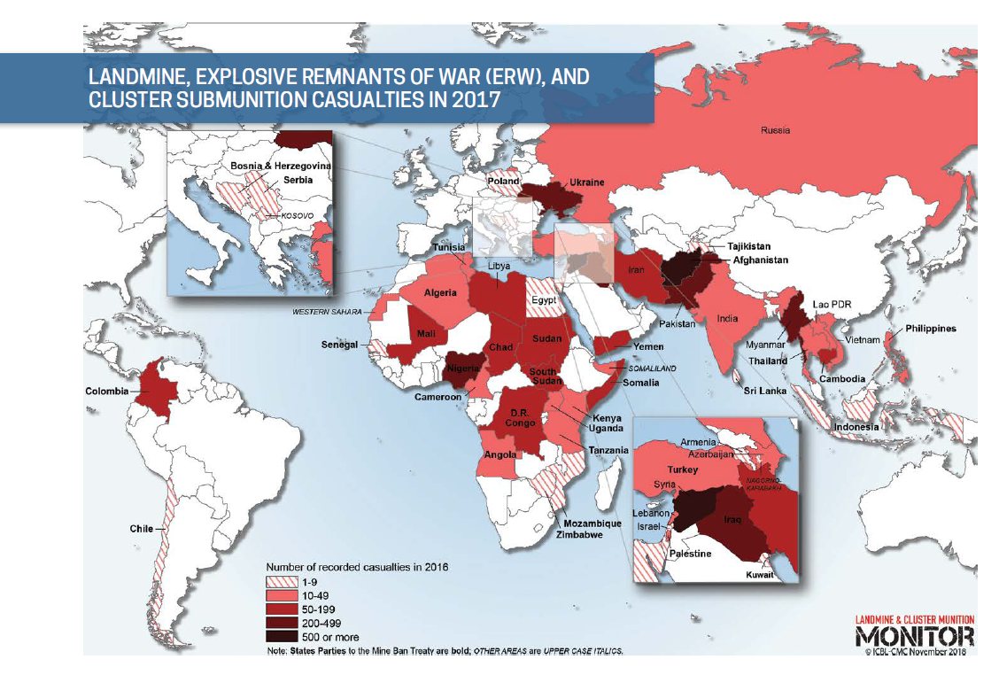 LANDMINE, EXPLOSIVE REMNANTS OF WAR (ERW), AND
CLUSTER SUBMUNITION CASUALTIES IN 2017
Russia
Bosnia & Herzegovina
Serbia
KOSOVO
Poland
Ukraine
Tunisia
Libya
Tajikistan
Afghanistan
Iran
Algeria
Egypt
WESTERN SAHARA
Pakistan
India
Lao PDR
Myanmar
Vietnam
Philippines
Thailand
Mali
Senegal
Chad
Sudan
Yemen
Nigeria
SOMALILAND
South
Sudan
Somalia
Cameroon
Sri Lanka
Cambodia
Colombia
D.R.
Congo
Kenya
Uganda
Indonesia
Angola
Tanzania
Armenia
Azerbaijan
Turkey
NAGORNO-
KARABAKH
Syria
Lebanon
Iraq
Israel
Chile
Mozambique
Zimbabwe
Palestine
Kuwait
Number of recorded casualties in 2016
1-9
10-49
50-199
200-499
500 or more
Note: States Parties to the Mine Ban Treaty are bold; OTHER AREAS are UPPER CASE ITALICS.
LANDMINE & CLUSTER MUNITION
MONITOR
© ICBL-CMC November 2018